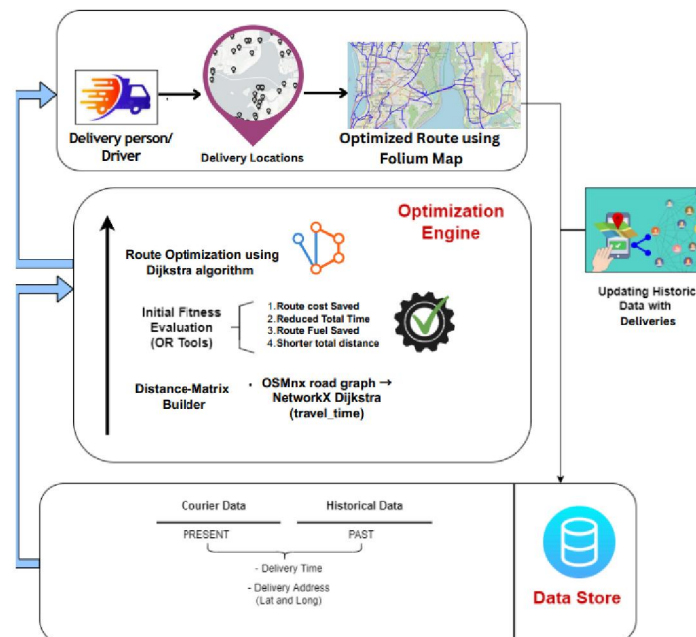 Delivery person/
Driver
Delivery Locations
Optimized Route using
Folium Map
Optimization
Engine
Route Optimization using
Dijkstra algorithm
Initial Fitness
Evaluation
(OR Tools)
1.Route cost Saved
2.Reduced Total Time
3.Route Fuel Saved
4.Shorter total distance
Distance-Matrix
Builder
· OSMnx road graph →
NetworkX Dijkstra
(travel_time)
Updating Historic
Data with
Deliveries
Courier Data
Historical Data
PRESENT
PAST
- Delivery Time
- Delivery Address
(Lat and Long)
Data Store